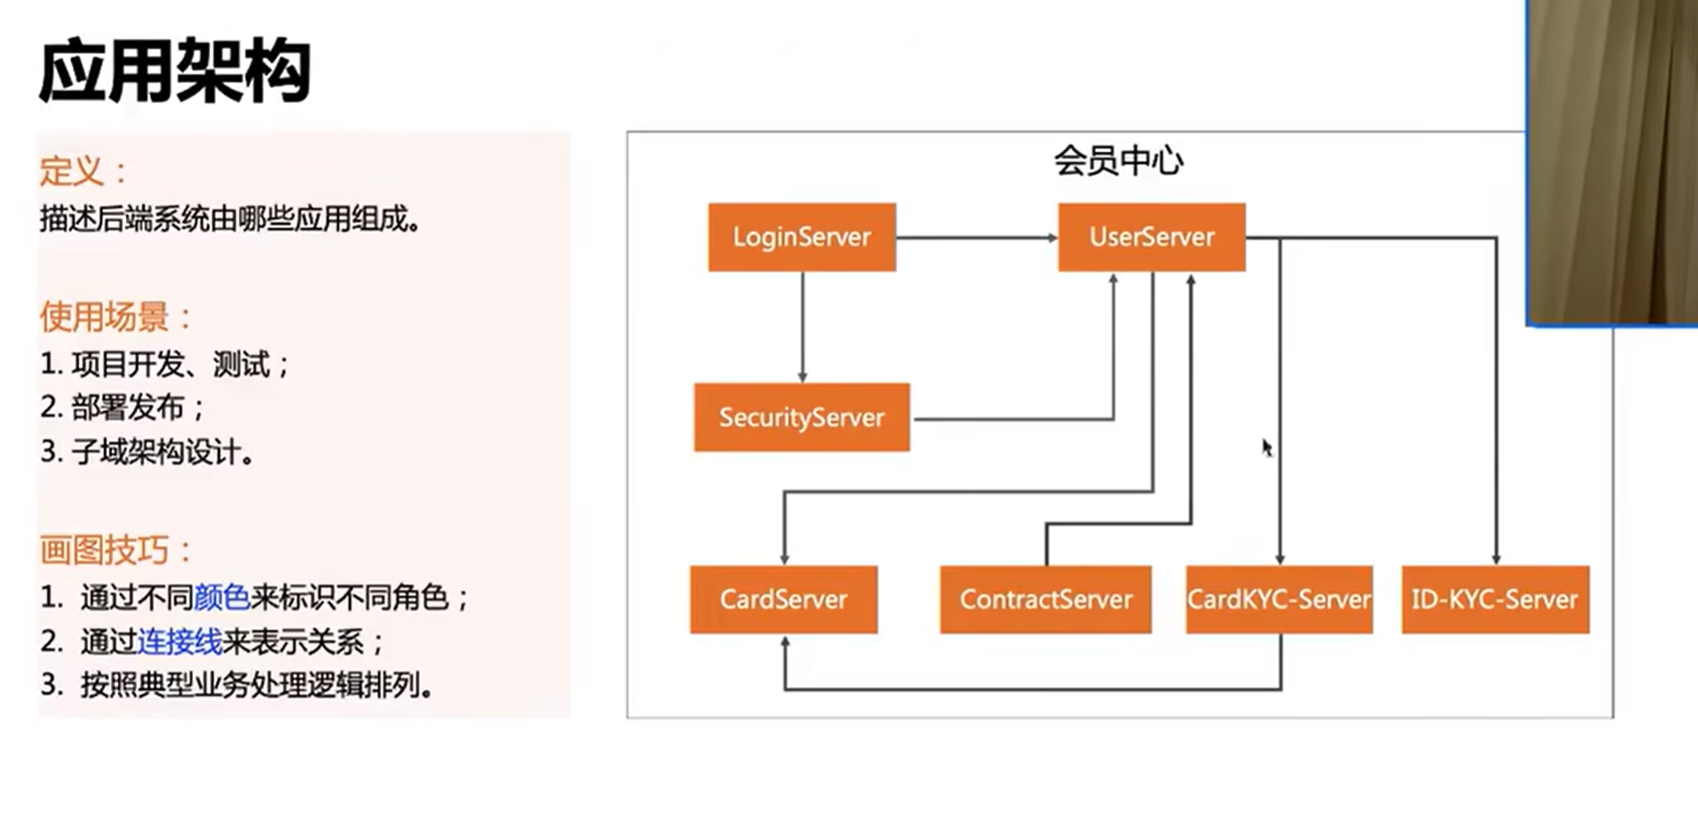 应用架构
定义：
描述后端系统由哪些应用组成。
使用场景：
1. 项目开发、测试；
2. 部署发布；
3. 子域架构设计。
画图技巧：
1. 通过不同颜色来标识不同角色；
2. 通过连接线来表示关系；
3. 按照典型业务处理逻辑排列。
会员中心
LoginServer
UserServer
SecurityServer
CardServer
ContractServer
CardKYC-Server
ID-KYC-Server